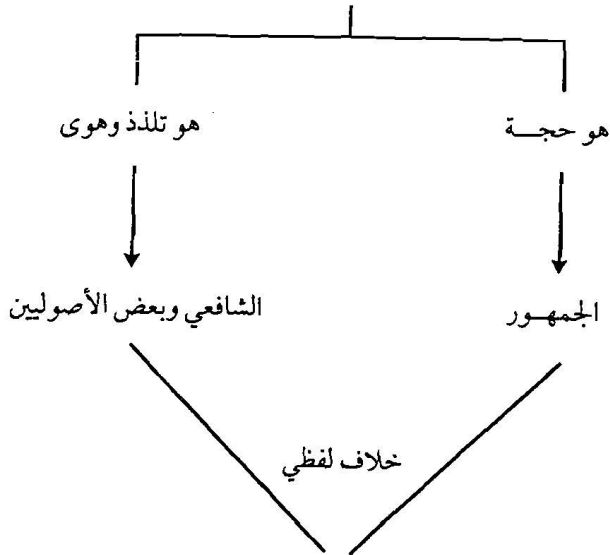 هو حجة
هو تلذذ وهوى
الجمهور
الشافعي وبعض الأصوليين
خلاف لفظي